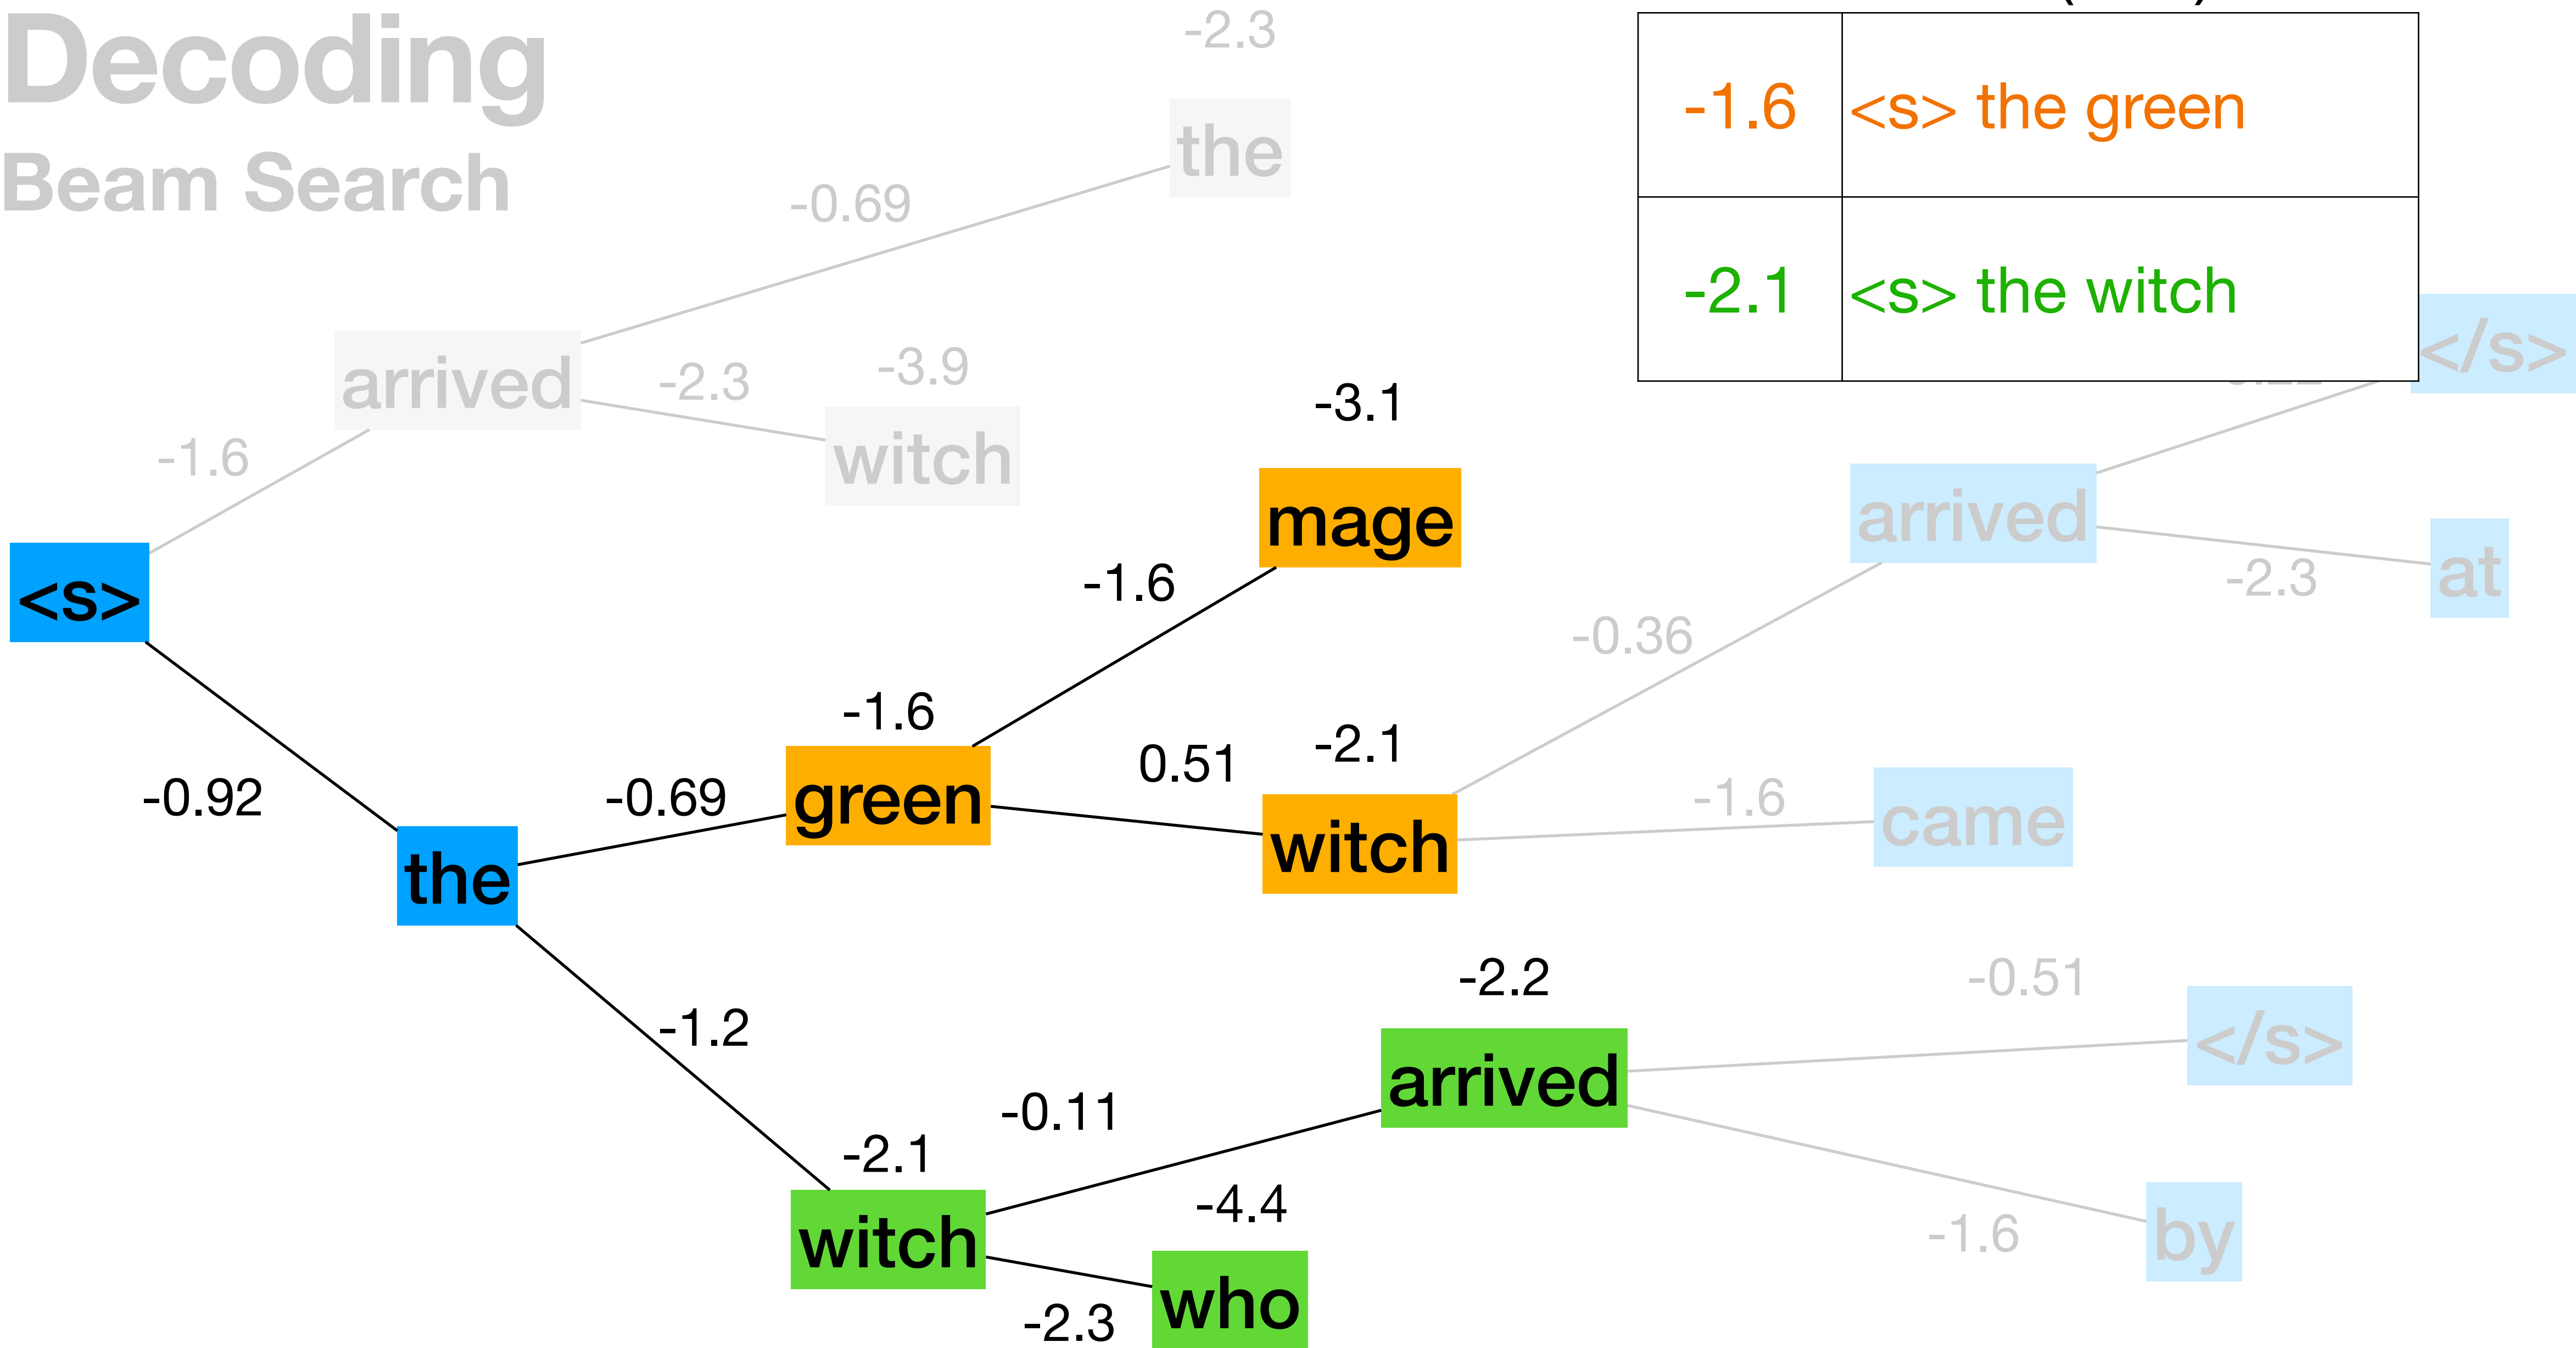 Decoding
Beam Search
-2.3
the
-0.69
arrived
-2.3
-3.9
witch
-1.6
<s>
-0.92
the
-0.69
-1.6
green
-1.6
-3.1
mage
0.51
-2.1
witch
-1.2
-2.1
witch
-0.11
-2.2
arrived
-2.3
-4.4
who
-0.36
arrived
</s>
-2.3
at
-1.6
came
-0.51
</s>
-1.6
by
-1.6 <s> the green
-2.1 <s> the witch